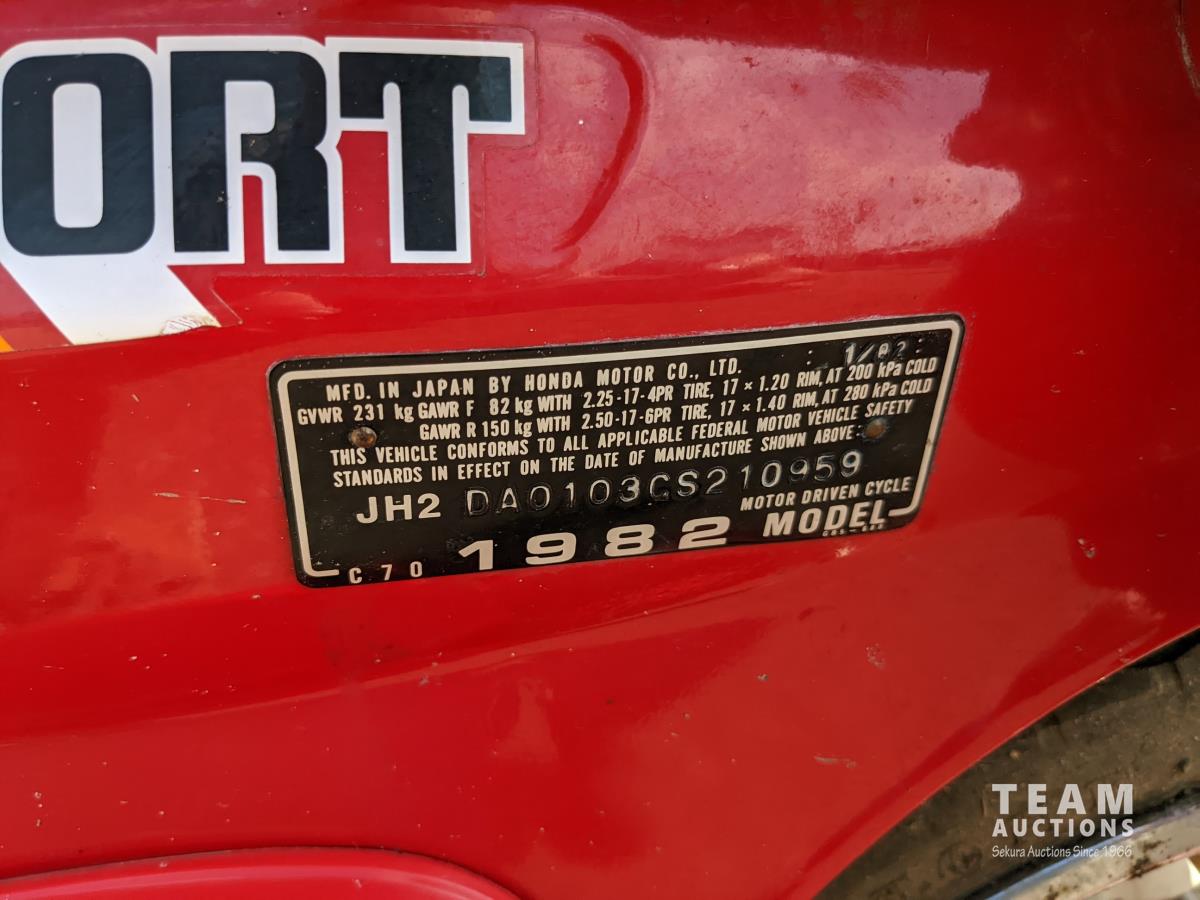 ORT
1/82
MFD. IN JAPAN BY HONDA MOTOR CO., LTD.
GVWR 231 kg GAWR F 82 kg WITH 2.25-17-4PR TIRE, 17 × 1.20 RIM, AT 200 kPa COLD
GAWR R 150 kg WITH 2.50-17-6PR TIRE, 17 × 1.40 RIM, AT 280 kPa COLD
THIS VEHICLE CONFORMS TO ALL APPLICABLE FEDERAL MOTOR VEHICLE SAFETY
STANDARDS IN EFFECT ON THE DATE OF MANUFACTURE SHOWN ABOVE.
JH2 DA0103CS210959
MOTOR DRIVEN CYCLE
C70 1982 MODEL
TEAM
AUCTIONS
Sekura Auctions Since 1966